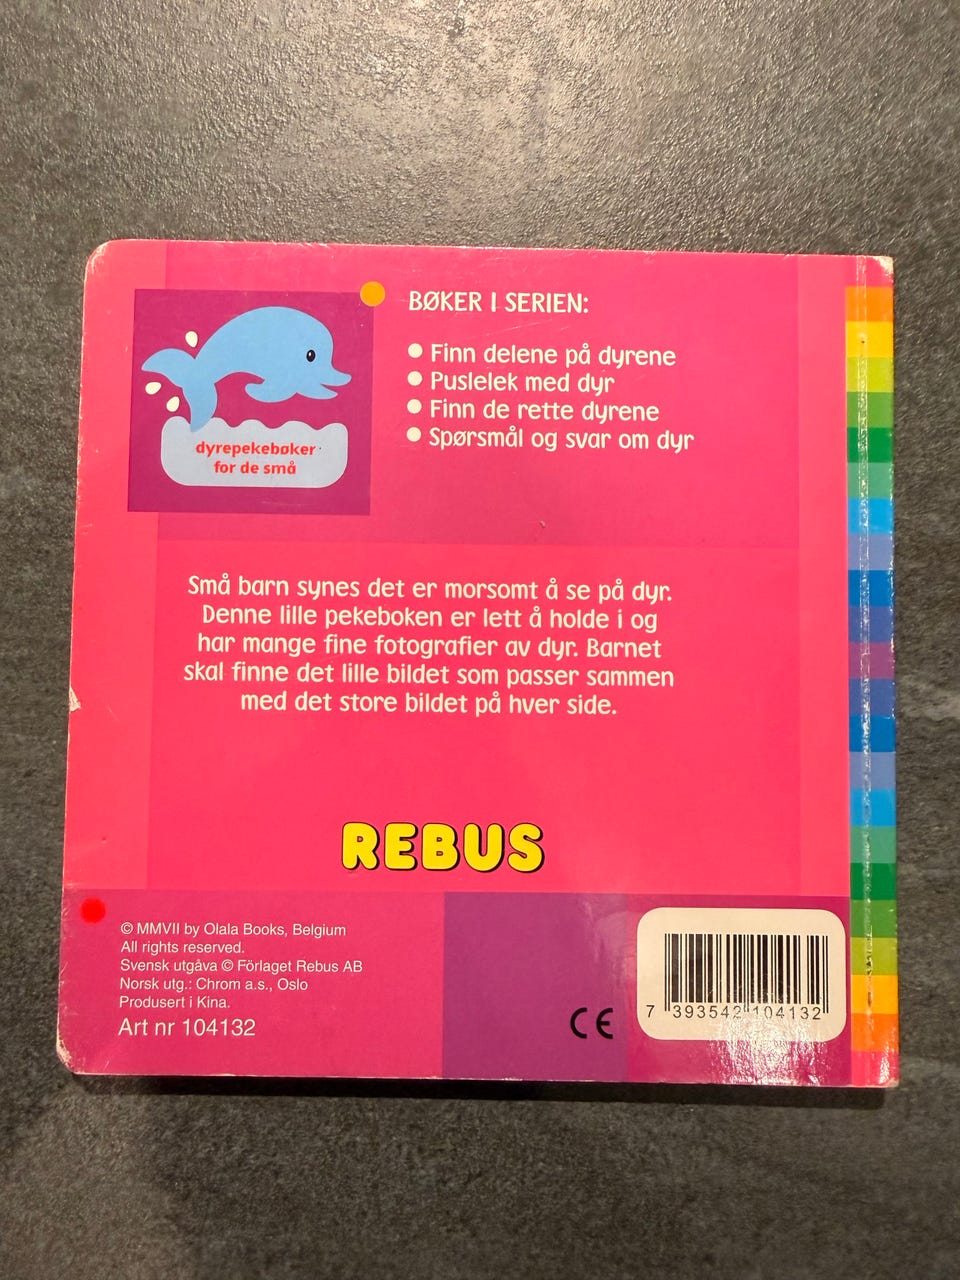 BØKER I SERIEN:
Finn delene på dyrene
Puslelek med dyr
Finn de rette dyrene
Spørsmål og svar om dyr
dyrepekebøker
for de små
Små barn synes det er morsomt å se på dyr.
Denne lille pekeboken er lett å holde i og
har mange fine fotografier av dyr. Barnet
skal finne det lille bildet som passer sammen
med det store bildet på hver side.
REBUS
© MMVII by Olala Books, Belgium
All rights reserved.
Svensk utgåva © Förlaget Rebus AB
Norsk utg.: Chrom a.s., Oslo
Produsert i Kina.
Art nr 104132
CE
7 393542 104132